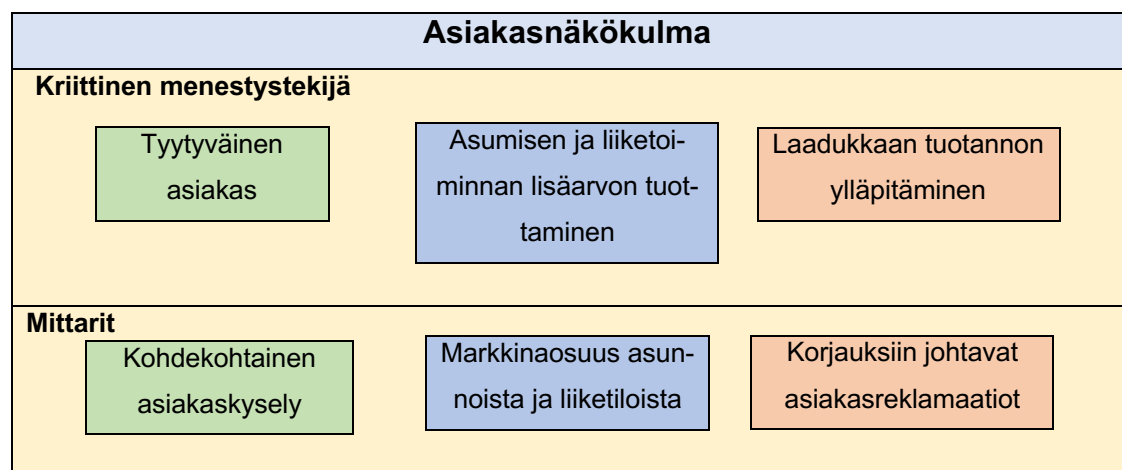 Asiakasnäkökulma
Kriittinen menestystekijä
Tyytyväinen
asiakas
Asumisen ja liiketoi-
minnan lisäarvon tuot-
taminen
Laadukkaan tuotannon
ylläpitäminen
Mittarit
Kohdekohtainen
asiakaskysely
Markkinaosuus asun-
noista ja liiketiloista
Korjauksiin johtavat
asiakasreklamaatiot